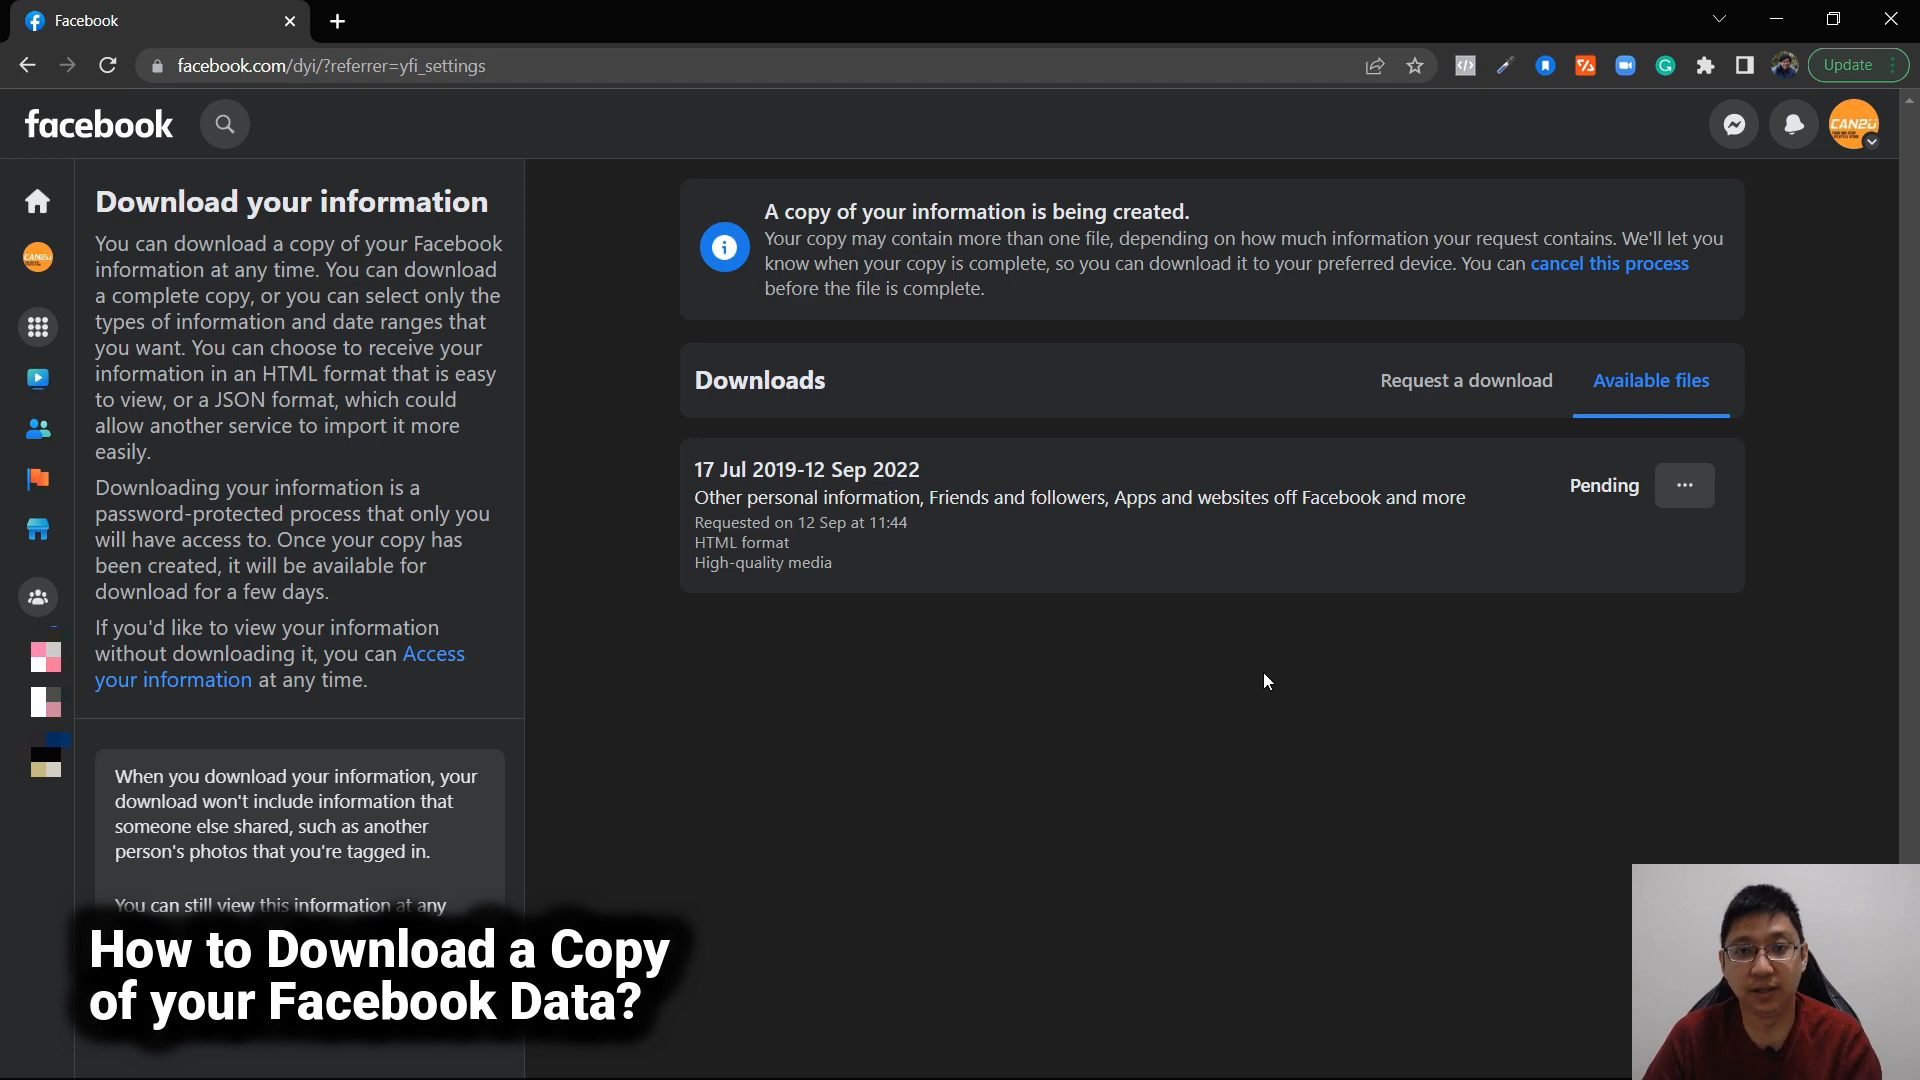 Facebook
facebook.com/dyi/?referrer=yfi_settings
Update
facebook
CAN2U
CAN2U
Download your information
You can download a copy of your Facebook
information at any time. You can download
a complete copy, or you can select only the
types of information and date ranges that
you want. You can choose to receive your
information in an HTML format that is easy
to view, or a JSON format, which could
allow another service to import it more
easily.
Downloading your information is a
password-protected process that only you
will have access to. Once your copy has
been created, it will be available for
download for a few days.
If you'd like to view your information
without downloading it, you can Access
your information at any time.
When you download your information, your
download won't include information that
someone else shared, such as another
person's photos that you're tagged in.
You can still view this information at any
A copy of your information is being created.
Your copy may contain more than one file, depending on how much information your request contains. We'll let you
know when your copy is complete, so you can download it to your preferred device. You can cancel this process
before the file is complete.
Downloads
Request a download
Available files
17 Jul 2019-12 Sep 2022
Other personal information, Friends and followers, Apps and websites off Facebook and more
Requested on 12 Sep at 11:44
HTML format
High-quality media
Pending
How to Download a Copy
of your Facebook Data?